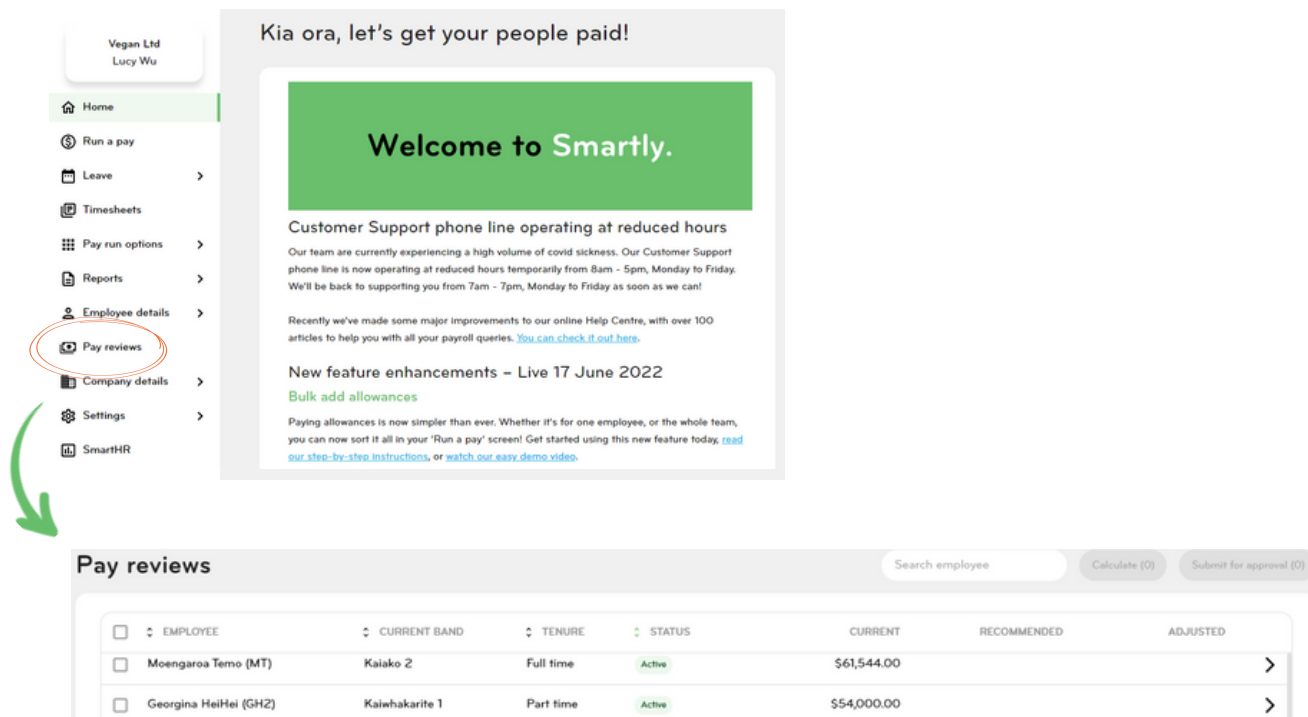 Vegan Ltd
Lucy Wu
Home
Run a pay
Leave
Timesheets
Pay run options
Reports
Employee details
Pay reviews
Company details
Settings
SmartHR
Kia ora, let's get your people paid!
Welcome to Smartly.
Customer Support phone line operating at reduced hours
Our team are currently experiencing a high volume of covid sickness. Our Customer Support
phone line is now operating at reduced hours temporarily from 8am - 5pm, Monday to Friday.
We'll be back to supporting you from 7am - 7pm, Monday to Friday as soon as we can!
Recently we've made some major improvements to our online Help Centre, with over 100
articles to help you with all your payroll queries. You can check it out here.
New feature enhancements – Live 17 June 2022
Bulk add allowances
Paying allowances is now simpler than ever. Whether it's for one employee, or the whole team,
you can now sort it all in your 'Run a pay' screen! Get started using this new feature today, read
our step-by-step instructions, or watch our easy demo video.
Pay reviews
Search employee
Calculate (0)
Submit for approval (0)
EMPLOYEE CURRENT BAND TENURE STATUS CURRENT RECOMMENDED ADJUSTED
Moengaroa Temo (MT) Kaiako 2 Full time Active $61,544.00
Georgina HeiHei (GH2) Kaiwhakarite 1 Part time Active $54,000.00